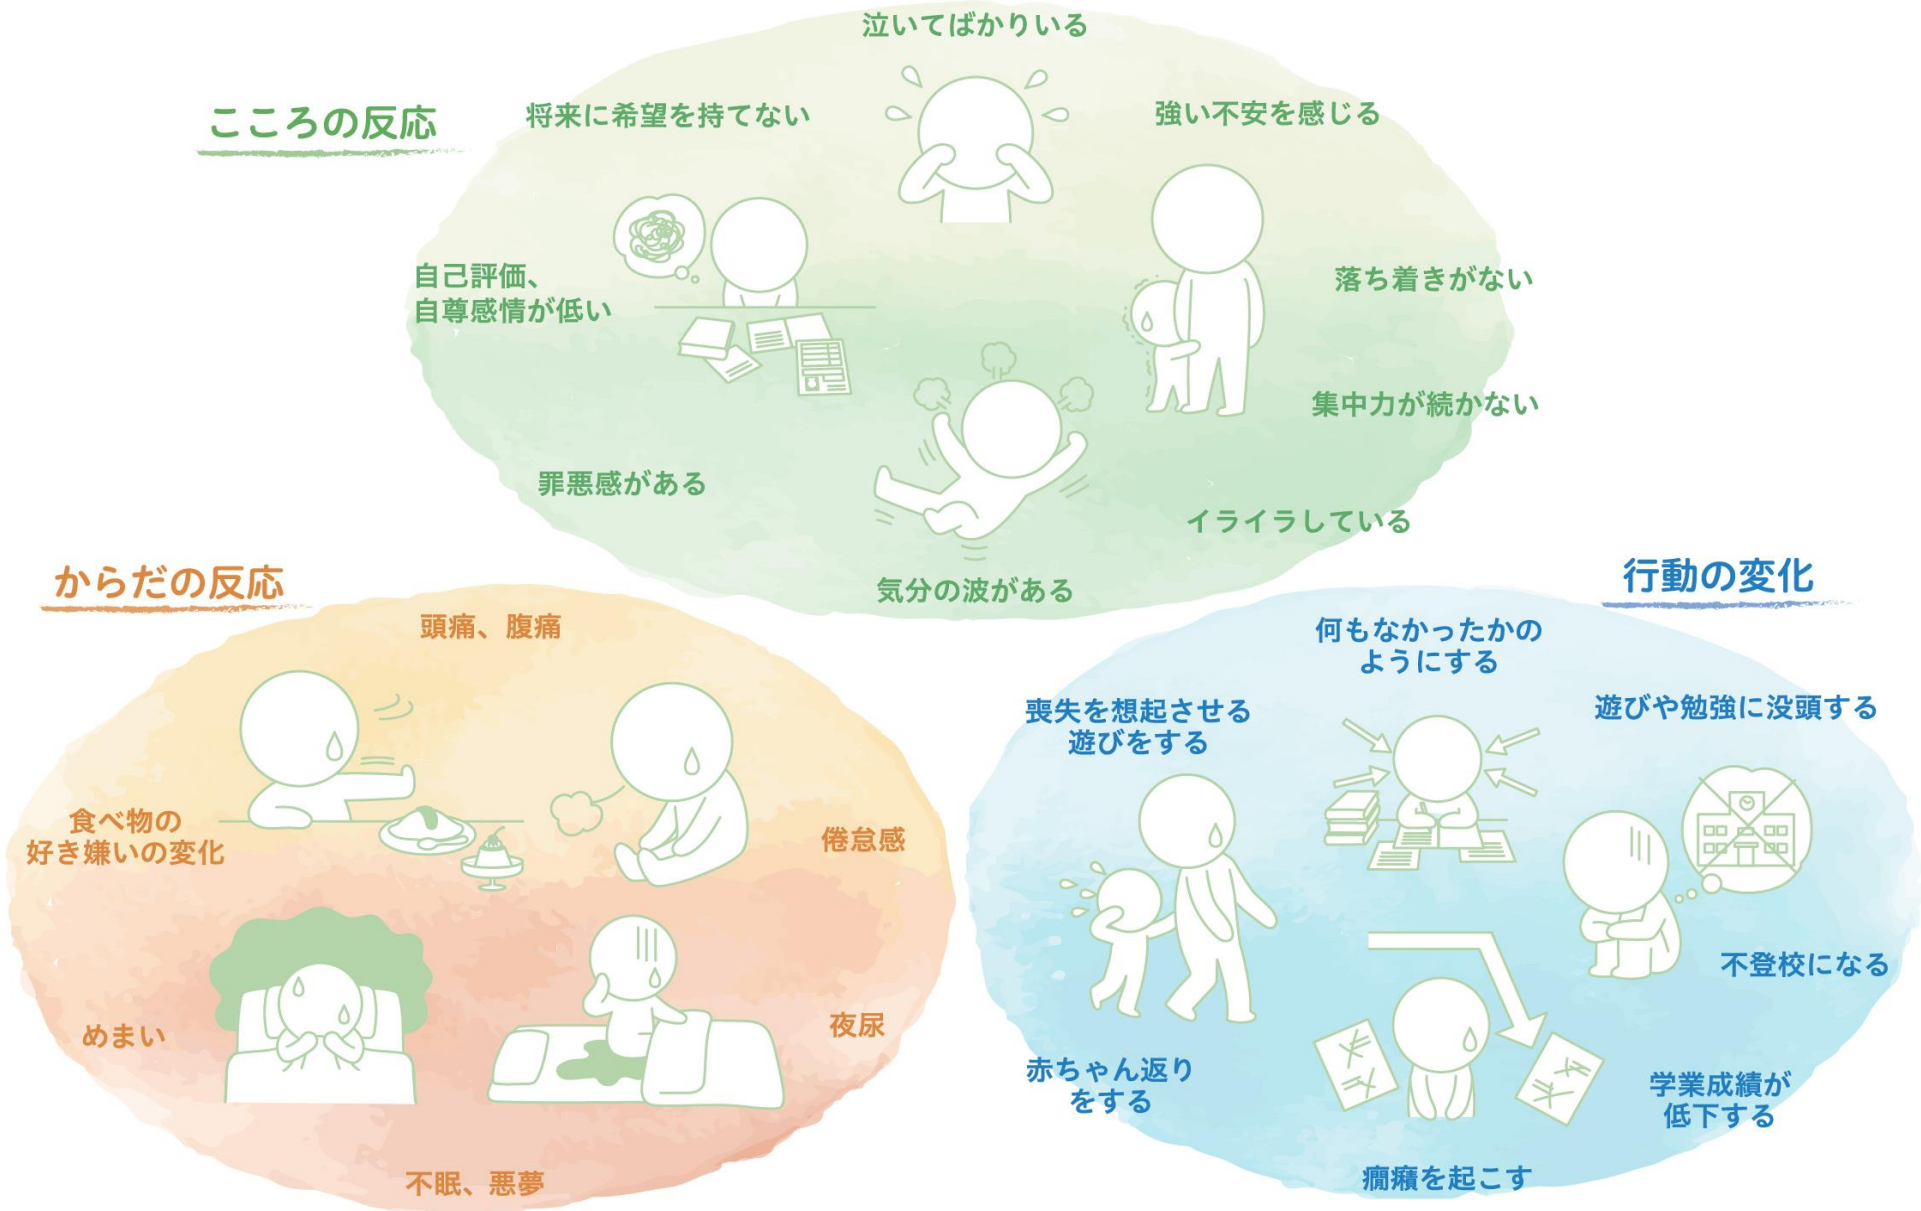 こころの反応
泣いてばかりいる
将来に希望を持てない
強い不安を感じる
自己評価、
自尊感情が低い
落ち着きがない
集中力が続かない
罪悪感がある
イライラしている
気分の波がある
からだの反応
頭痛、腹痛
食べ物の
好き嫌いの変化
倦怠感
めまい
夜尿
不眠、悪夢
行動の変化
何もなかったかの
ようにする
喪失を想起させる
遊びをする
遊びや勉強に没頭する
不登校になる
赤ちゃん返り
をする
学業成績が
低下する
癇癪を起こす